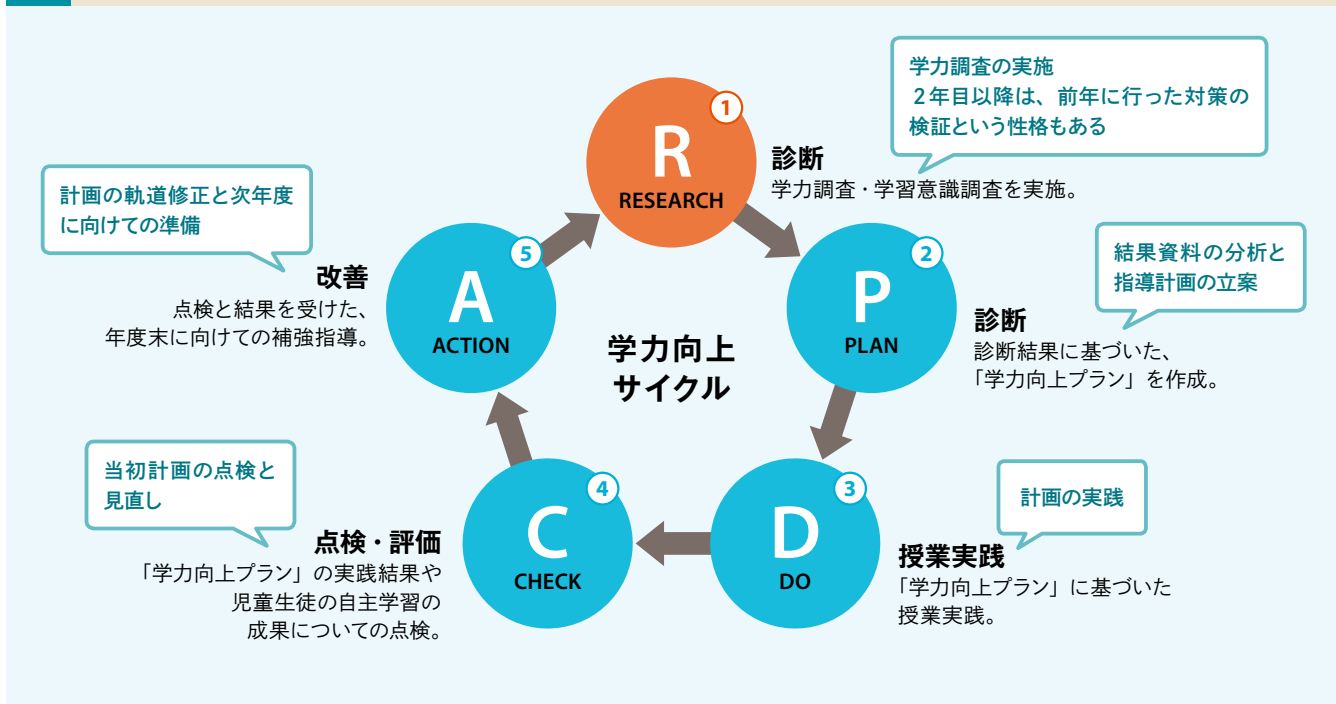 学力調査の実施
2年目以降は、前年に行った対策の
検証という性格もある
1
R
RESEARCH
診断
学力調査・学習意識調査を実施。
2
P
PLAN
結果資料の分析と
指導計画の立案
診断
診断結果に基づいた、
「学力向上プラン」を作成。
3
D
DO
計画の実践
授業実践
「学力向上プラン」に基づいた
授業実践。
4
C
CHECK
当初計画の点検と
見直し
点検・評価
「学力向上プラン」の実践結果や
児童生徒の自主学習の
成果についての点検。
5
A
ACTION
計画の軌道修正と次年度
に向けての準備
改善
点検と結果を受けた、
年度末に向けての補強指導。
学力向上
サイクル